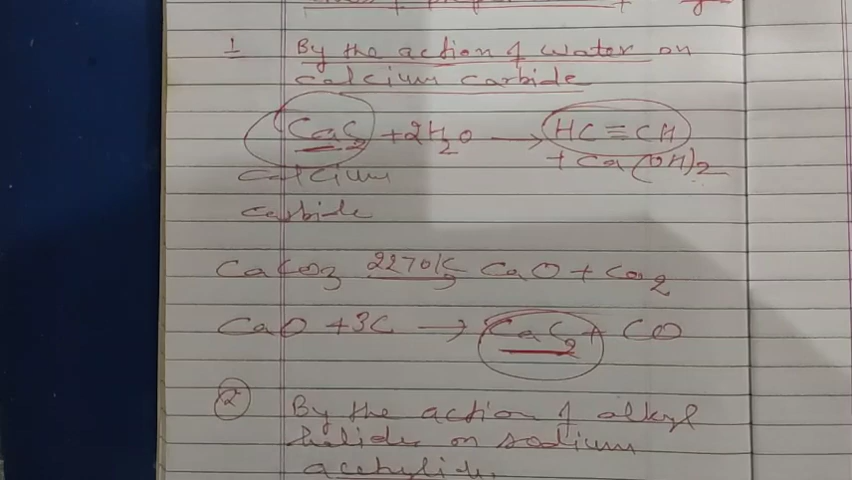 1 By the action of water on
calcium carbide
CaC2 + 2H2O → HC≡CH
+ Ca(OH)2
Calcium
carbide
CaCO3 2270K→ CaO + CO2
CaO + 3C → CaC2 + CO
2 By the action of alkyl
halide on sodium
acetylide.